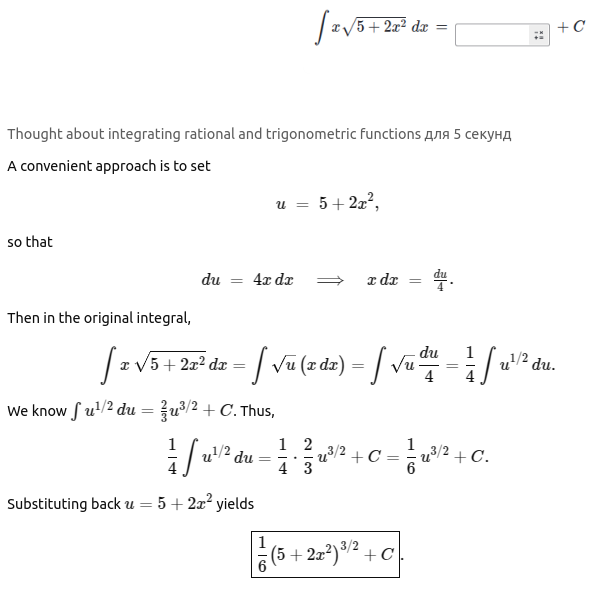 ∫ x√(5 + 2x²) dx = + C
Thought about integrating rational and trigonometric functions для 5 секунд
A convenient approach is to set
u = 5 + 2x²,
so that
du = 4x dx ⟹ x dx = du/4.
Then in the original integral,
∫ x √(5 + 2x²) dx = ∫ √u (x dx) = ∫ √u du/4 = 1/4 ∫ u^{1/2} du.
We know ∫ u^{1/2} du = 2/3 u^{3/2} + C. Thus,
1/4 ∫ u^{1/2} du = 1/4 · 2/3 u^{3/2} + C = 1/6 u^{3/2} + C.
Substituting back u = 5 + 2x² yields
1/6 (5 + 2x²)^{3/2} + C.